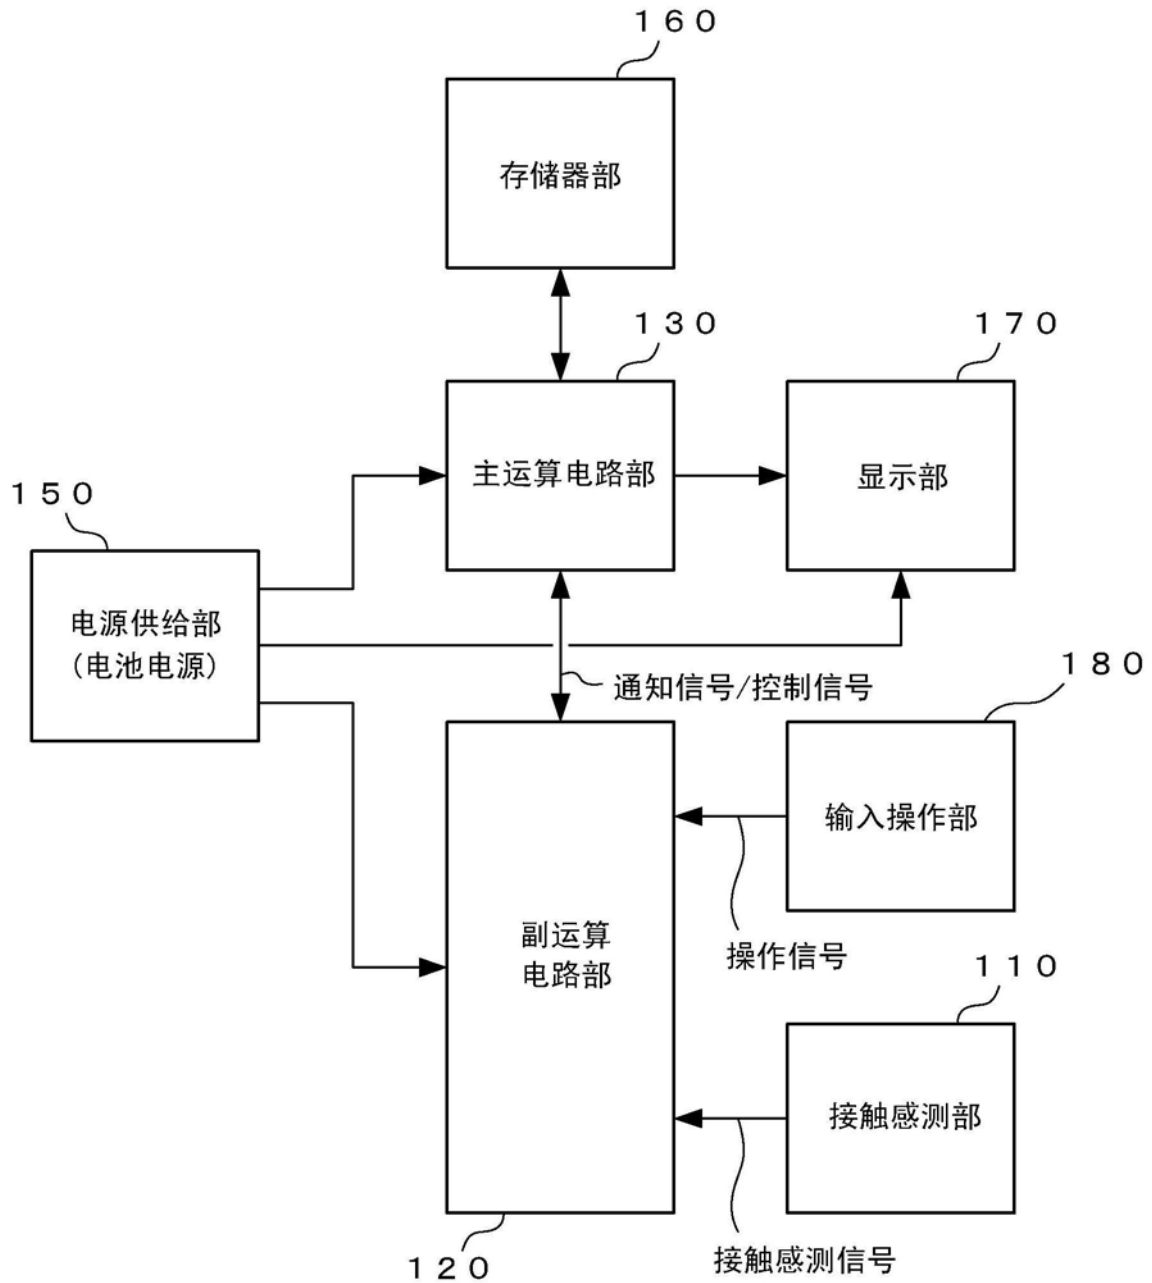 １６０
存储器部
１３０
１７０
主运算电路部
显示部
１５０
电源供给部
(电池电源)
通知信号/控制信号
１８０
输入操作部
副运算
电路部
操作信号
１１０
接触感测部
１２０
接触感测信号